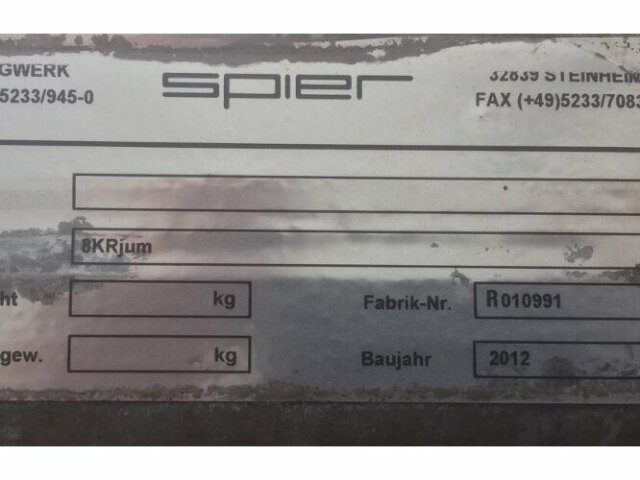 GWERK spier 32839 STEINHEIM
5233/945-0 FAX (+49)5233/7083
8KRjum
ht kg Fabrik-Nr. R010991
gew. kg Baujahr 2012